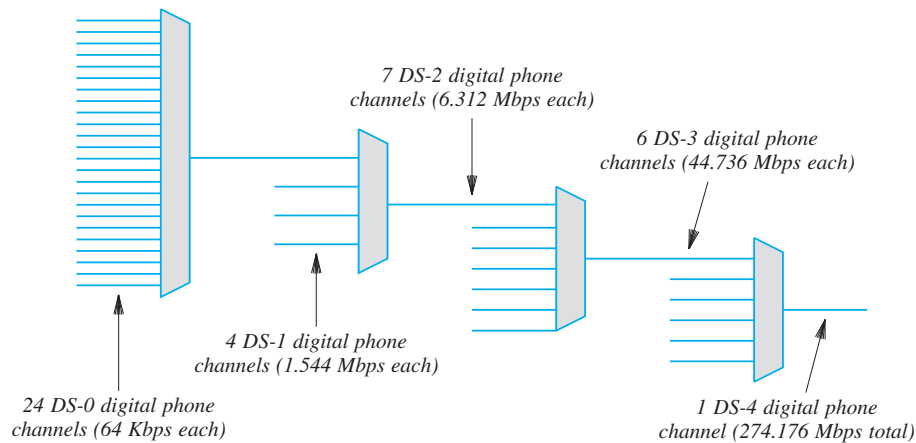 7 DS-2 digital phone
channels (6.312 Mbps each)
6 DS-3 digital phone
channels (44.736 Mbps each)
4 DS-1 digital phone
channels (1.544 Mbps each)
24 DS-0 digital phone
channels (64 Kbps each)
1 DS-4 digital phone
channel (274.176 Mbps total)